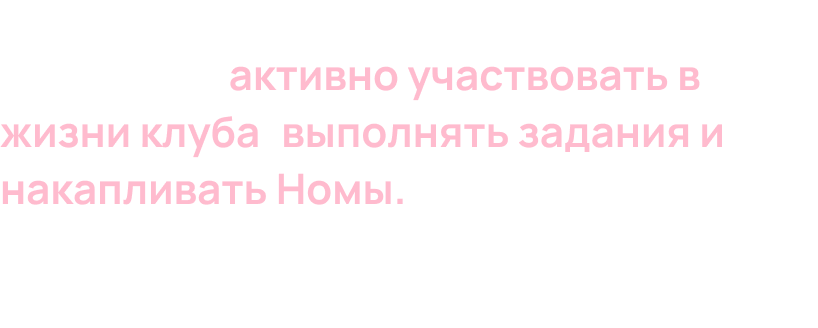 активно участвовать в
жизни клуба выполнять задания и
накапливать Номы.